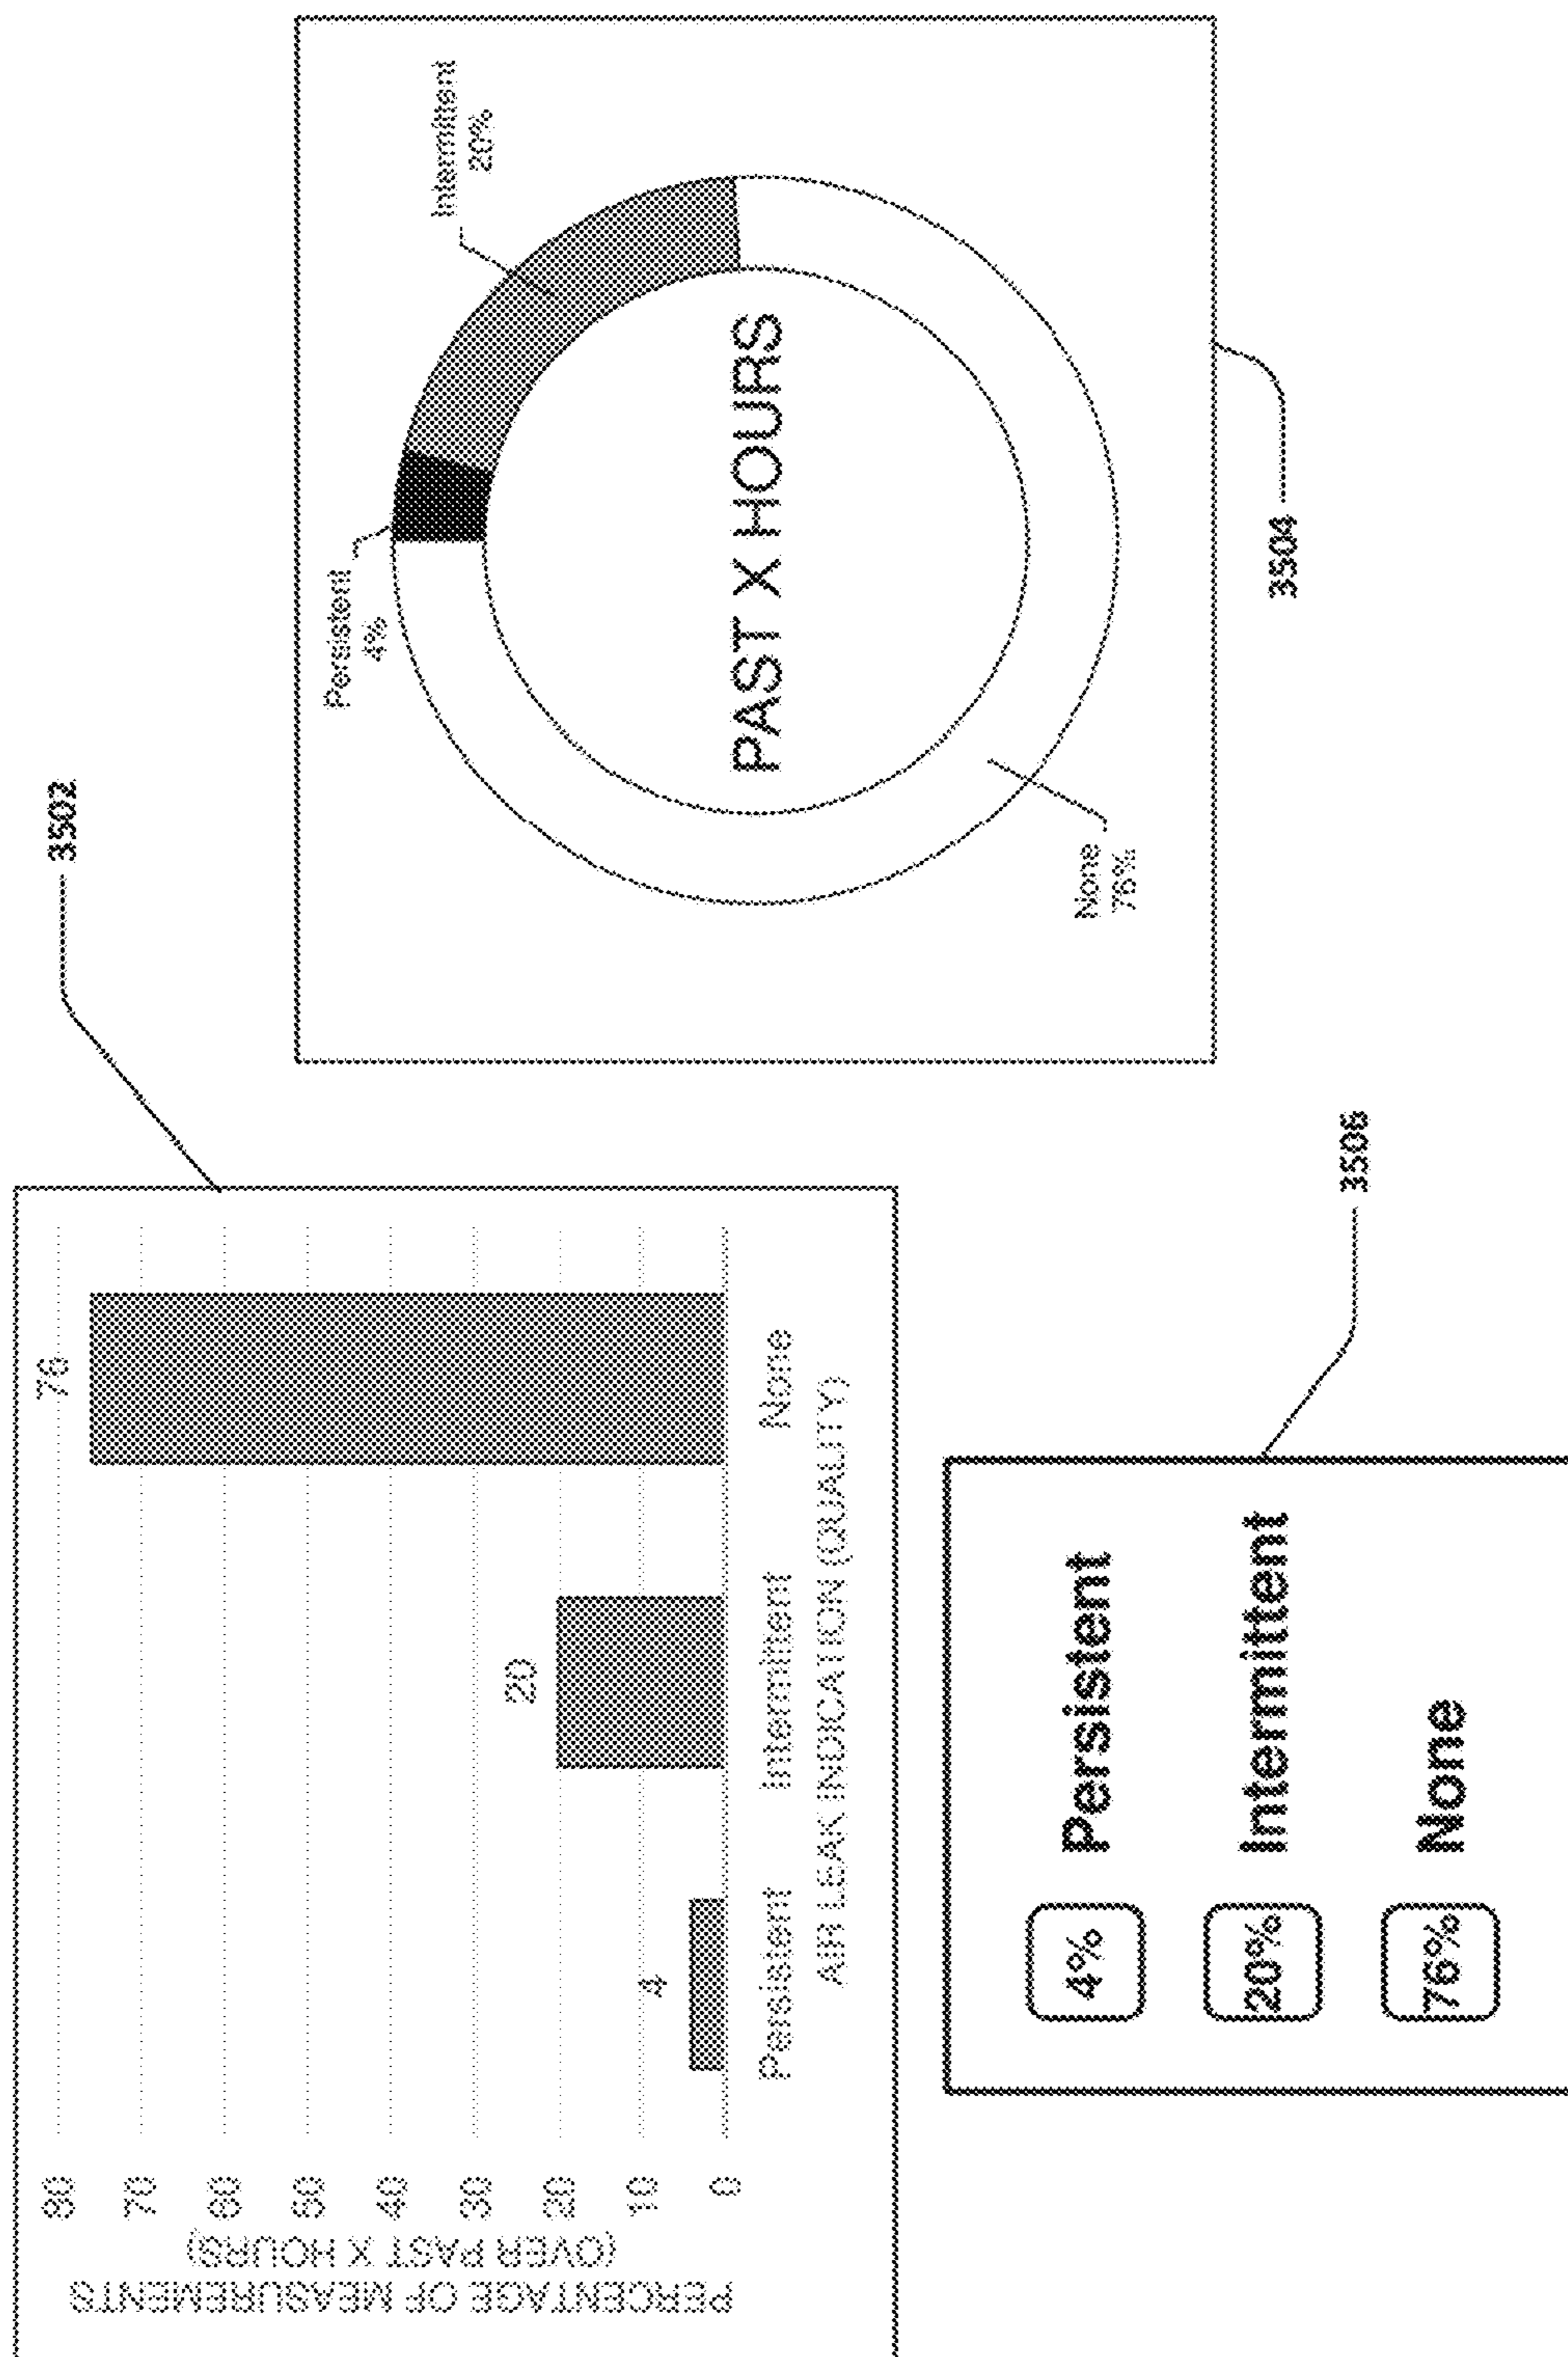 3502
PERCENTAGE OF MEASUREMENTS
(OVER PAST X HOURS)
80
70
60
50
40
30
20
10
0
4
20
76
Persistent
Intermittent
None
AIR LEAK INDICATION (QUALITY)
Persistent
4%
Intermittent
20%
PAST X HOURS
None
76%
3504
4% Persistent
20% Intermittent
76% None
3506